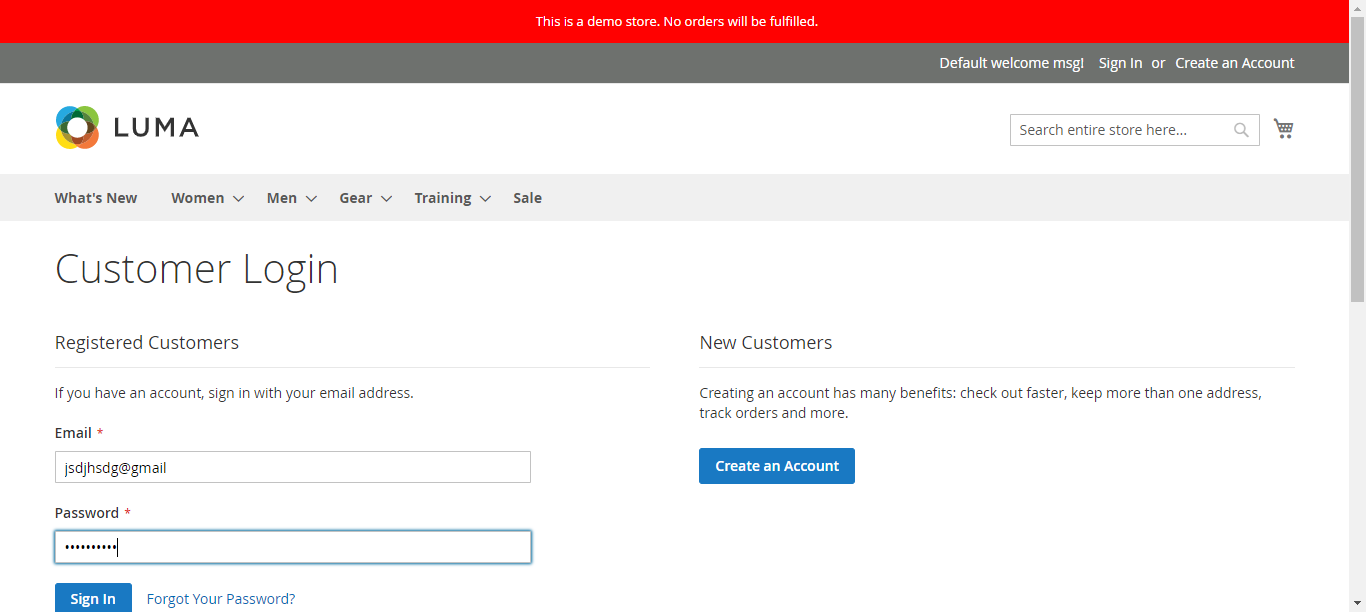 This is a demo store. No orders will be fulfilled.
Default welcome msg! Sign In or Create an Account
LUMA
Search entire store here...
What's New Women Men Gear Training Sale
Customer Login
Registered Customers
If you have an account, sign in with your email address.
Email *
jsdjhsdg@gmail
Password *
••••••••••
Sign In Forgot Your Password?
New Customers
Creating an account has many benefits: check out faster, keep more than one address,
track orders and more.
Create an Account